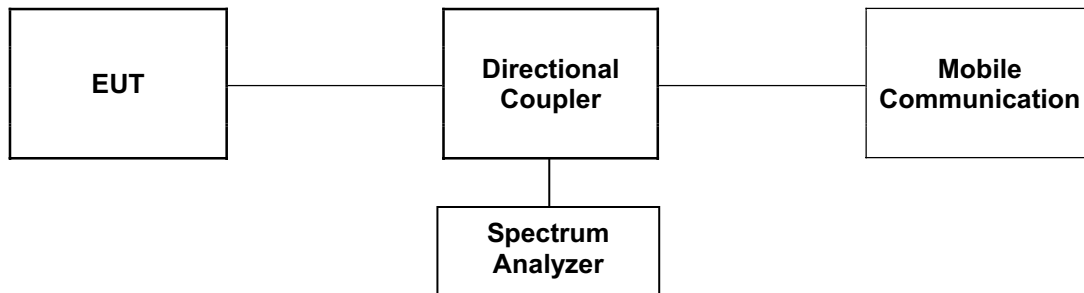 EUT
Directional
Coupler
Mobile
Communication
Spectrum
Analyzer